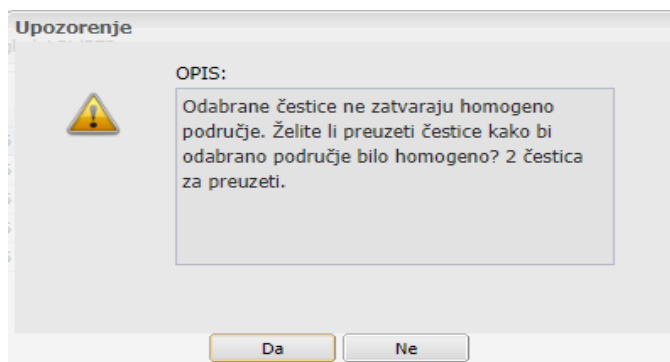 Upozorenje
OPIS:
Odabrane čestice ne zatvaraju homogeno
područje. Želite li preuzeti čestice kako bi
odabrano područje bilo homogeno? 2 čestica
za preuzeti.
Da
Ne